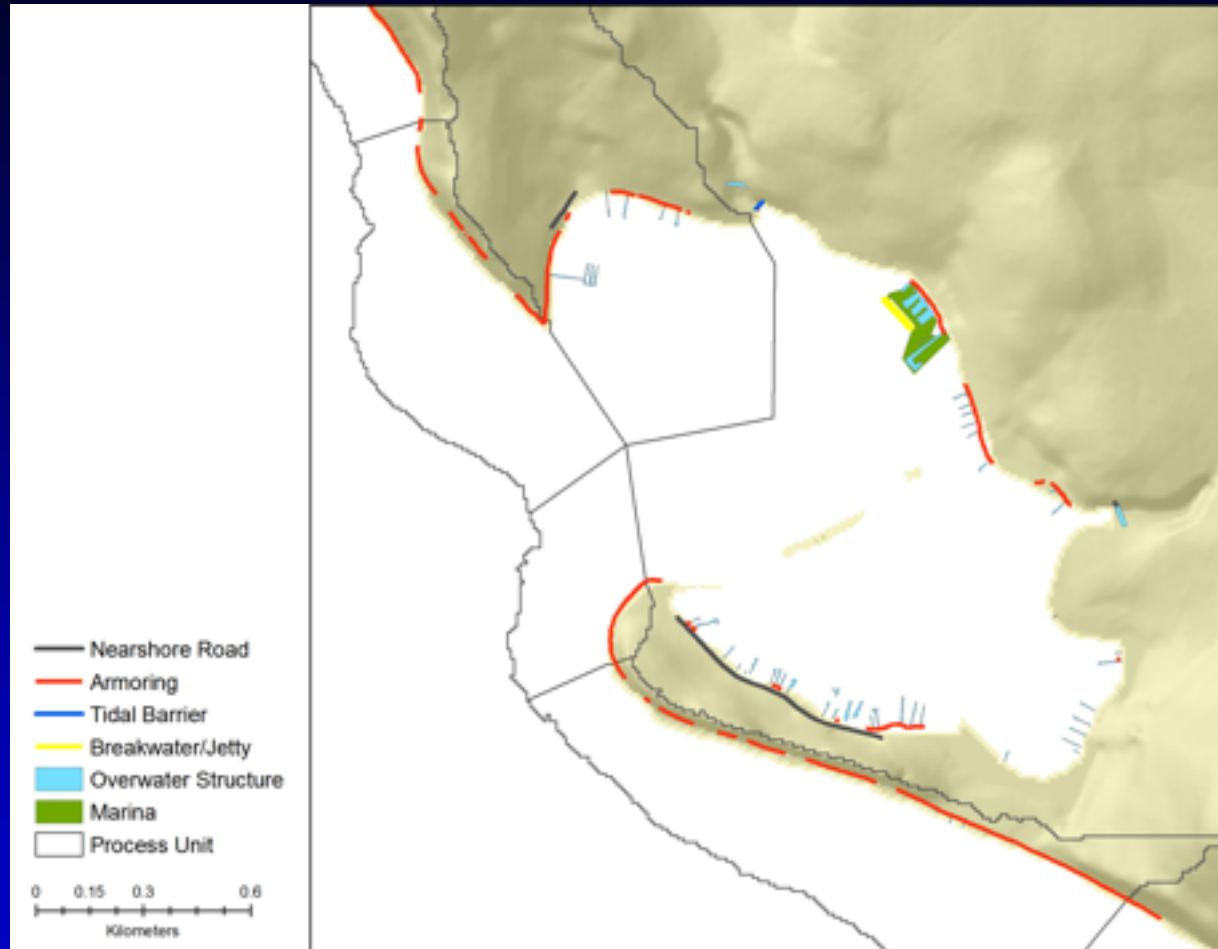 Nearshore Road
Armoring
Tidal Barrier
Breakwater/Jetty
Overwater Structure
Marina
Process Unit
0 0.15 0.3 0.6
Kilometers